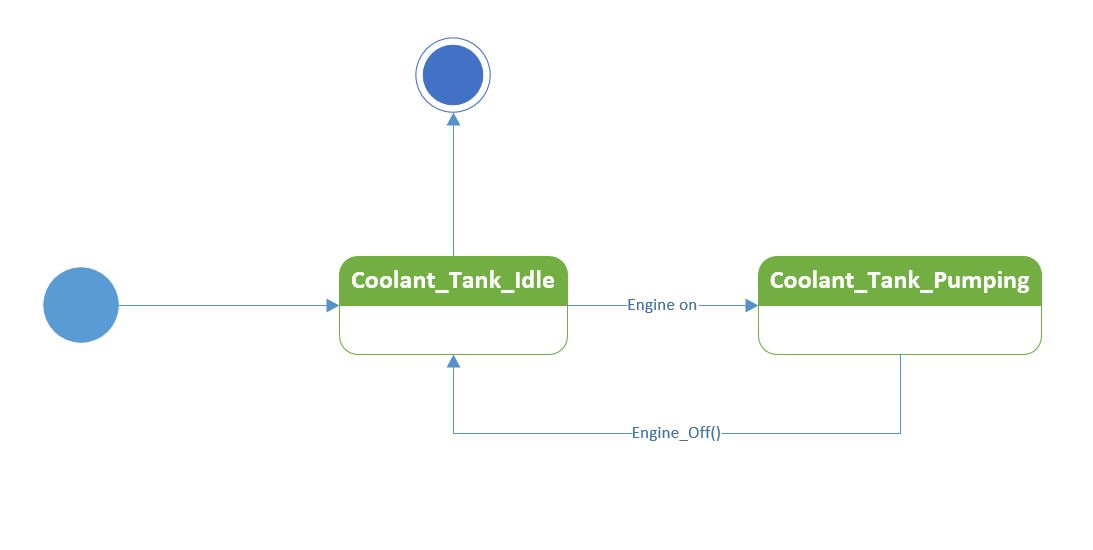 Coolant_Tank_Idle
Engine on
Coolant_Tank_Pumping
Engine_Off()